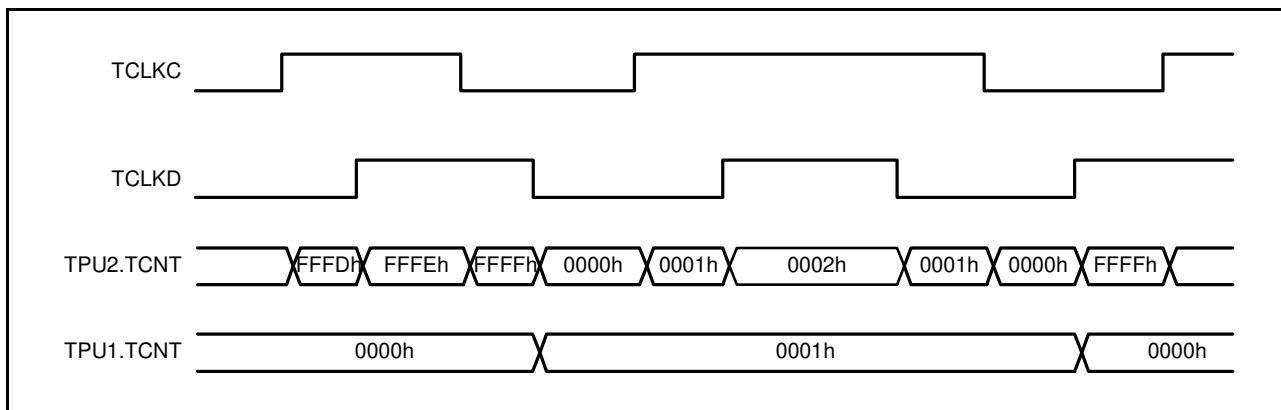 TCLKC
TCLKD
TPU2.TCNT FFFDh FFFEh FFFFh 0000h 0001h 0002h 0001h 0000h FFFFh
TPU1.TCNT 0000h 0001h 0000h